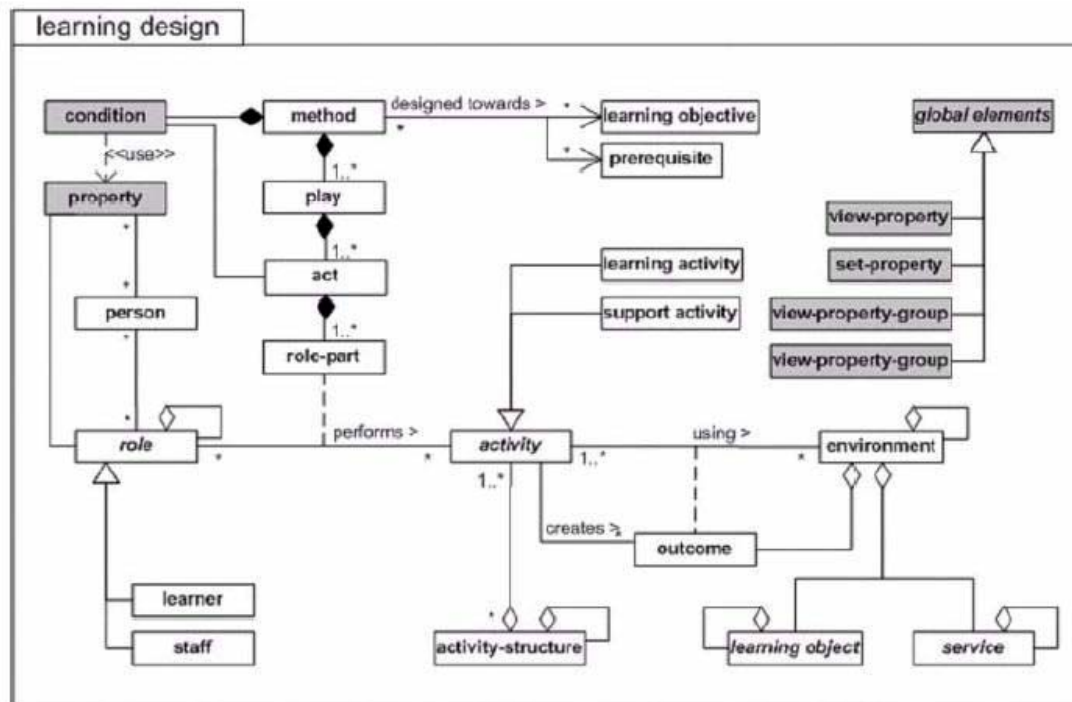 learning design
condition
method
designed towards >
*
learning objective
global elements
*
<<use>>
*
prerequisite
1..*
property
play
view-property
*
1..*
learning activity
set-property
act
*
person
support activity
view-property-group
*
1..*
role-part
view-property-group
*
performs >
using >
role
activity
environment
*
*
1..*
*
1..*
creates >
*
outcome
learner
*
staff
activity-structure
learning object
service